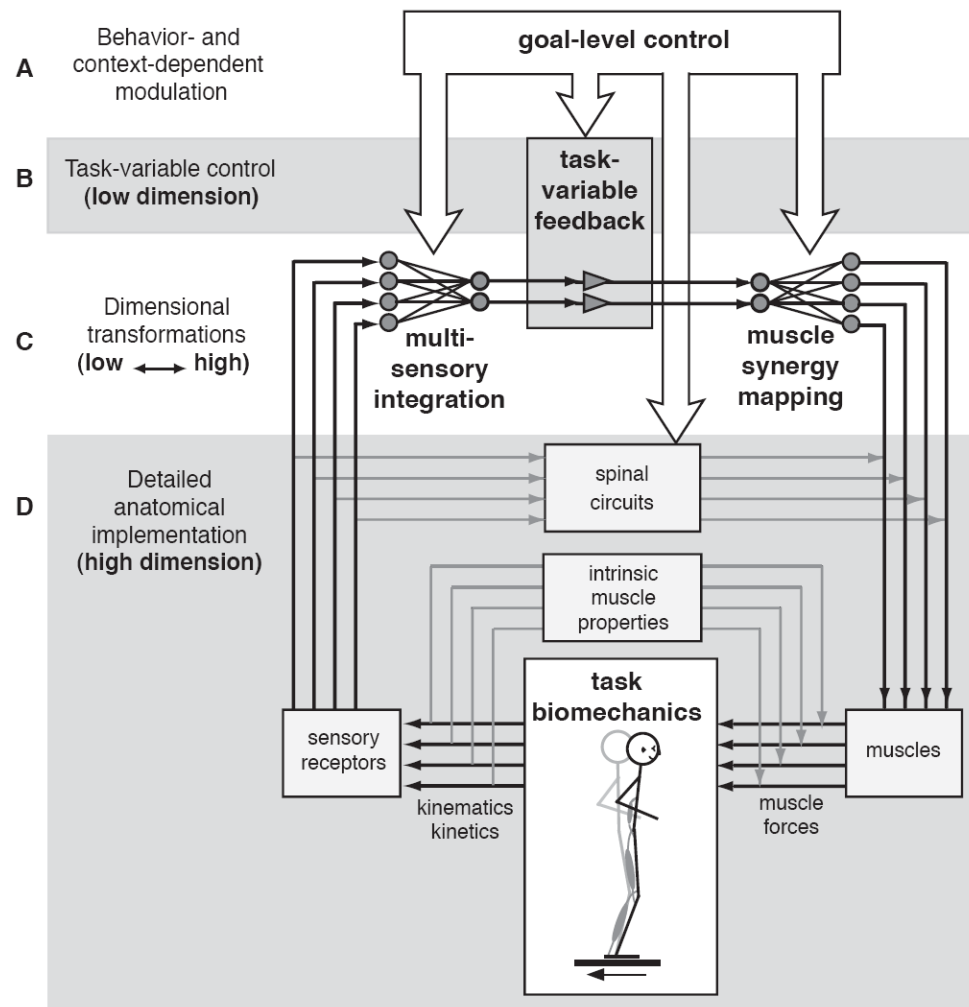 A
Behavior- and
context-dependent
modulation
goal-level control
B
Task-variable control
(low dimension)
task-
variable
feedback
C
Dimensional
transformations
(low ⟷ high)
multi-
sensory
integration
muscle
synergy
mapping
D
Detailed
anatomical
implementation
(high dimension)
spinal
circuits
intrinsic
muscle
properties
task
biomechanics
sensory
receptors
muscles
kinematics
kinetics
muscle
forces